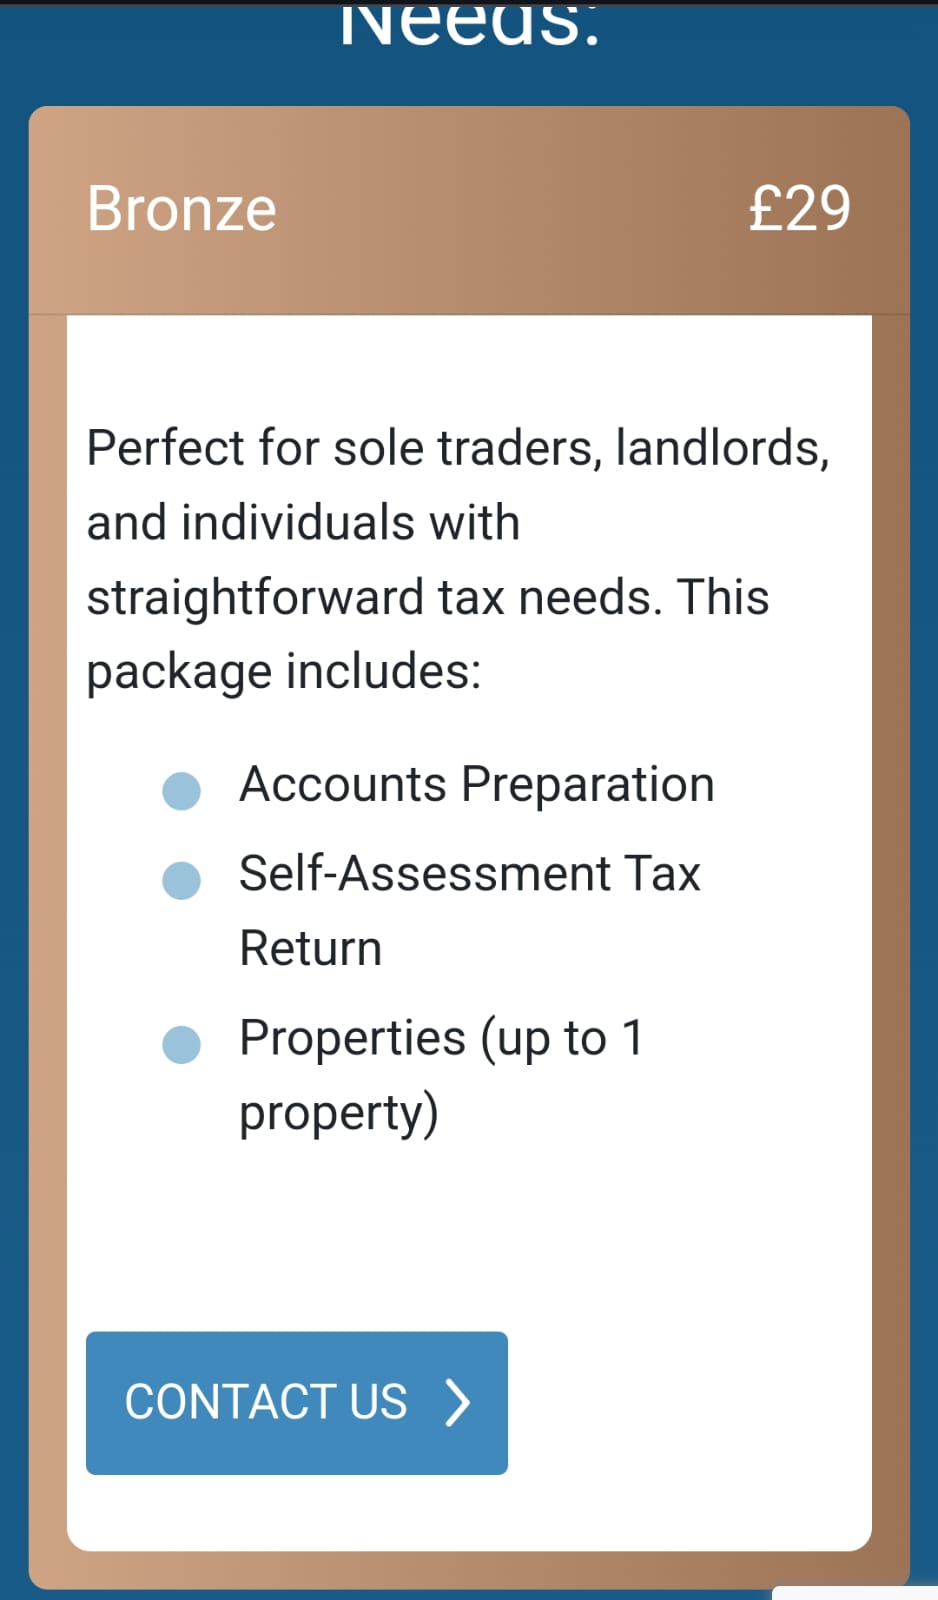 Needs:
Bronze £29
Perfect for sole traders, landlords,
and individuals with
straightforward tax needs. This
package includes:
Accounts Preparation
Self-Assessment Tax
Return
Properties (up to 1
property)
CONTACT US